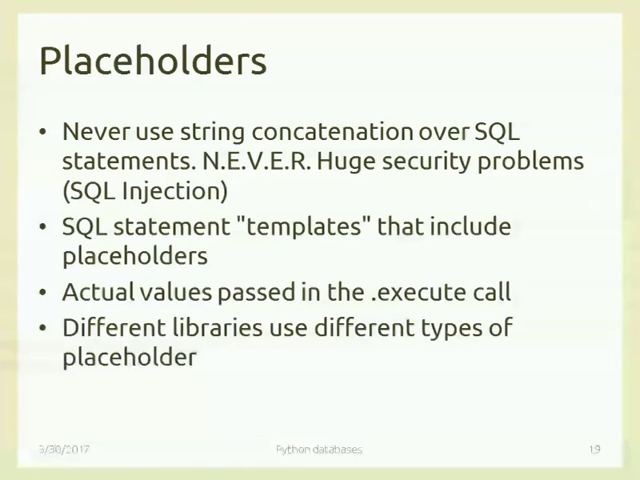 Placeholders
• Never use string concatenation over SQL
statements. N.E.V.E.R. Huge security problems
(SQL Injection)
• SQL statement "templates" that include
placeholders
• Actual values passed in the .execute call
• Different libraries use different types of
placeholder
9/30/2017 Python databases 19